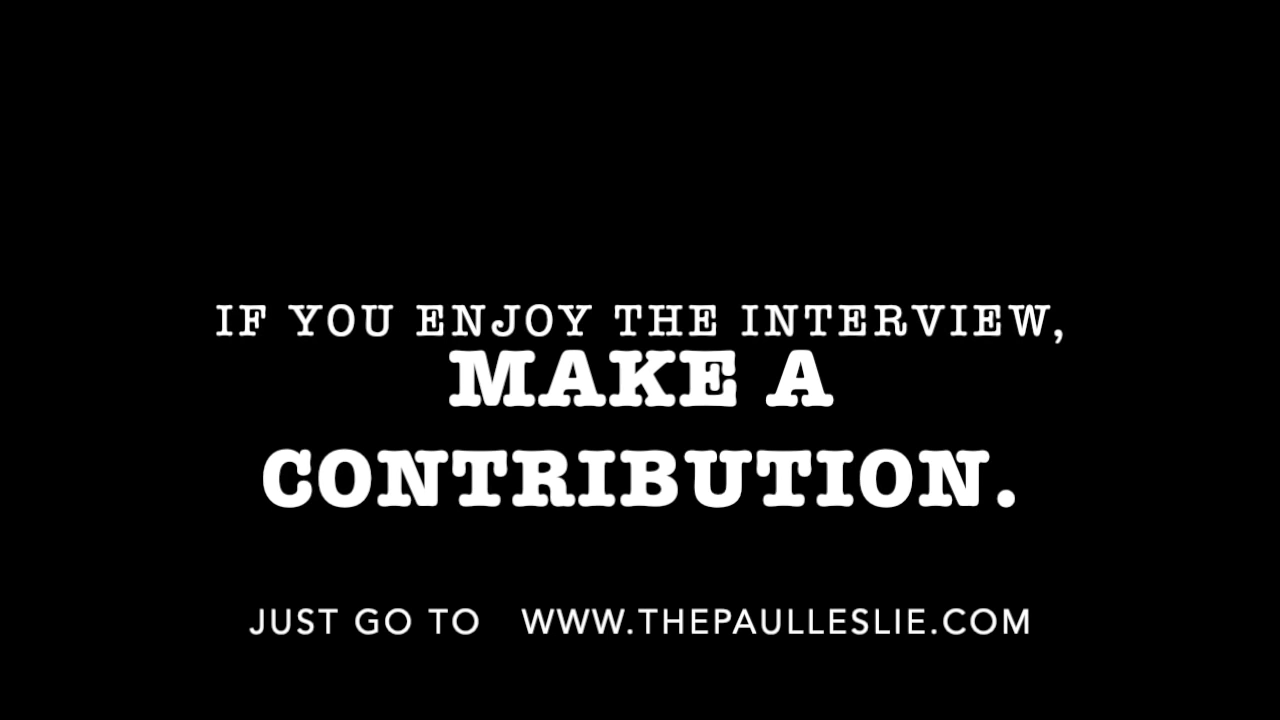 IF YOU ENJOY THE INTERVIEW,
MAKE A
CONTRIBUTION.
JUST GO TO WWW.THEPAULLESLIE.COM